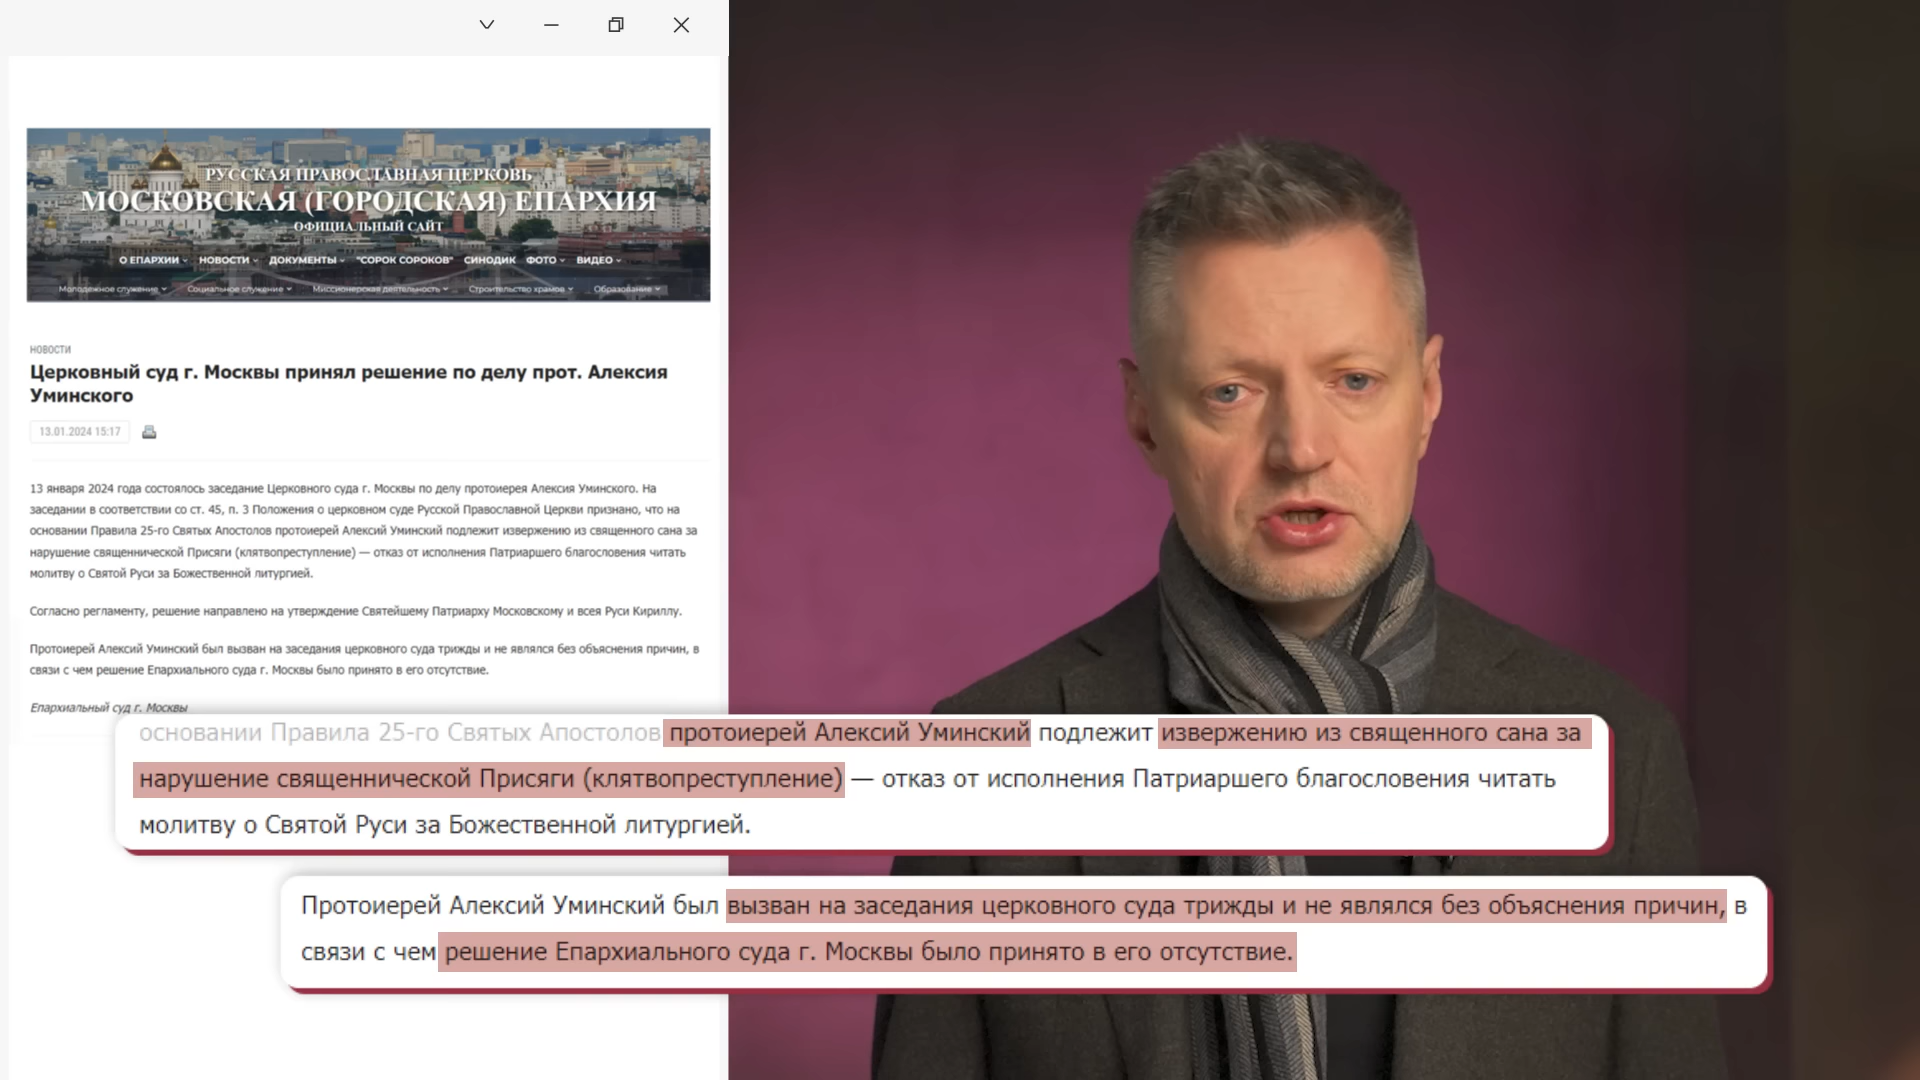 РУССКАЯ ПРАВОСЛАВНАЯ ЦЕРКОВЬ
МОСКОВСКАЯ (ГОРОДСКАЯ) ЕПАРХИЯ
ОФИЦИАЛЬНЫЙ САЙТ
О ЕПАРХИИ НОВОСТИ ДОКУМЕНТЫ "СОРОК СОРОКОВ" СИНОДИК ФОТО ВИДЕО
Молодежное служение Социальное служение Миссионерская деятельность Строительство храмов Образование
НОВОСТИ
Церковный суд г. Москвы принял решение по делу прот. Алексия
Уминского
13.01.2024 15:17
13 января 2024 года состоялось заседание Церковного суда г. Москвы по делу протоиерея Алексия Уминского. На
заседании в соответствии со ст. 45, п. 3 Положения о церковном суде Русской Православной Церкви признано, что на
основании Правила 25-го Святых Апостолов протоиерей Алексий Уминский подлежит извержению из священного сана за
нарушение священнической Присяги (клятвопреступление) — отказ от исполнения Патриаршего благословения читать
молитву о Святой Руси за Божественной литургией.
Согласно регламенту, решение направлено на утверждение Святейшему Патриарху Московскому и всея Руси Кириллу.
Протоиерей Алексий Уминский был вызван на заседания церковного суда трижды и не являлся без объяснения причин, в
связи с чем решение Епархиального суда г. Москвы было принято в его отсутствие.
Епархиальный суд г. Москвы
основании Правила 25-го Святых Апостолов протоиерей Алексий Уминский подлежит извержению из священного сана за
нарушение священнической Присяги (клятвопреступление) — отказ от исполнения Патриаршего благословения читать
молитву о Святой Руси за Божественной литургией.
Протоиерей Алексий Уминский был вызван на заседания церковного суда трижды и не являлся без объяснения причин, в
связи с чем решение Епархиального суда г. Москвы было принято в его отсутствие.